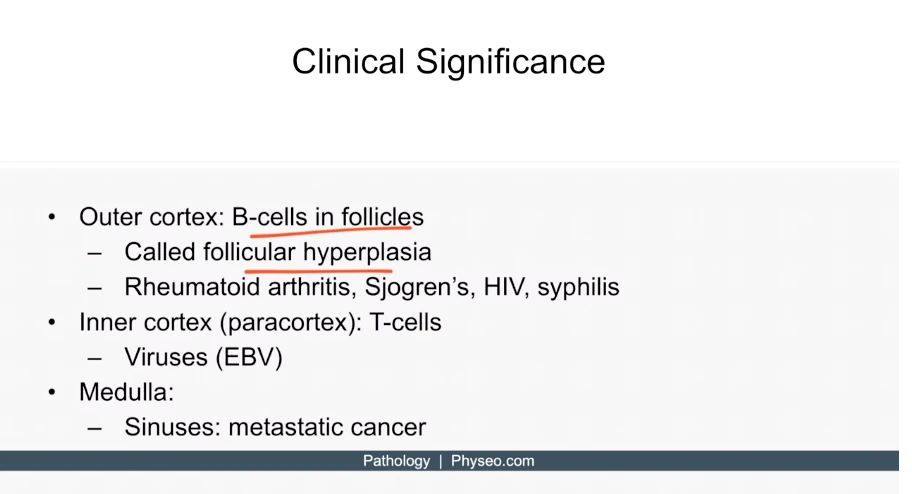 Clinical Significance
• Outer cortex: B-cells in follicles
– Called follicular hyperplasia
– Rheumatoid arthritis, Sjogren's, HIV, syphilis
• Inner cortex (paracortex): T-cells
– Viruses (EBV)
• Medulla:
– Sinuses: metastatic cancer
Pathology | Physeo.com